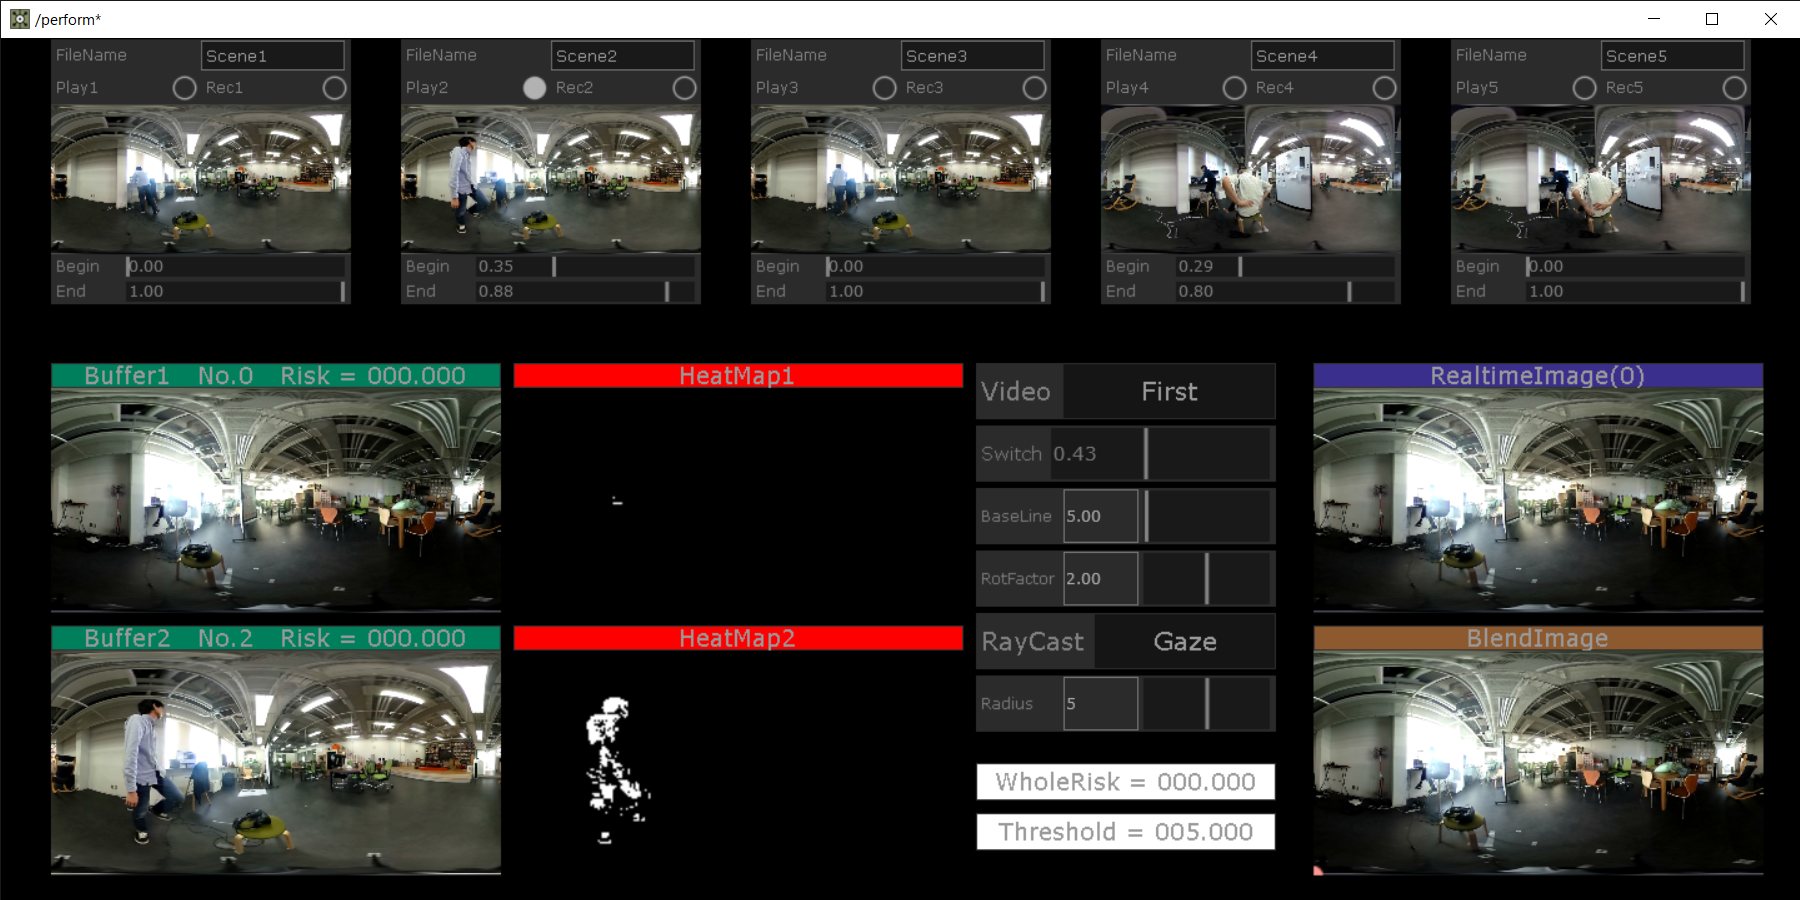 /perform*
FileName Scene1
Play1 Rec1
Begin 0.00
End 1.00
FileName Scene2
Play2 Rec2
Begin 0.35
End 0.88
FileName Scene3
Play3 Rec3
Begin 0.00
End 1.00
FileName Scene4
Play4 Rec4
Begin 0.29
End 0.80
FileName Scene5
Play5 Rec5
Begin 0.00
End 1.00
Buffer1 No.0 Risk = 000.000
HeatMap1
Buffer2 No.2 Risk = 000.000
HeatMap2
Video First
Switch 0.43
BaseLine 5.00
RotFactor 2.00
RayCast Gaze
Radius 5
WholeRisk = 000.000
Threshold = 005.000
RealtimeImage(0)
BlendImage